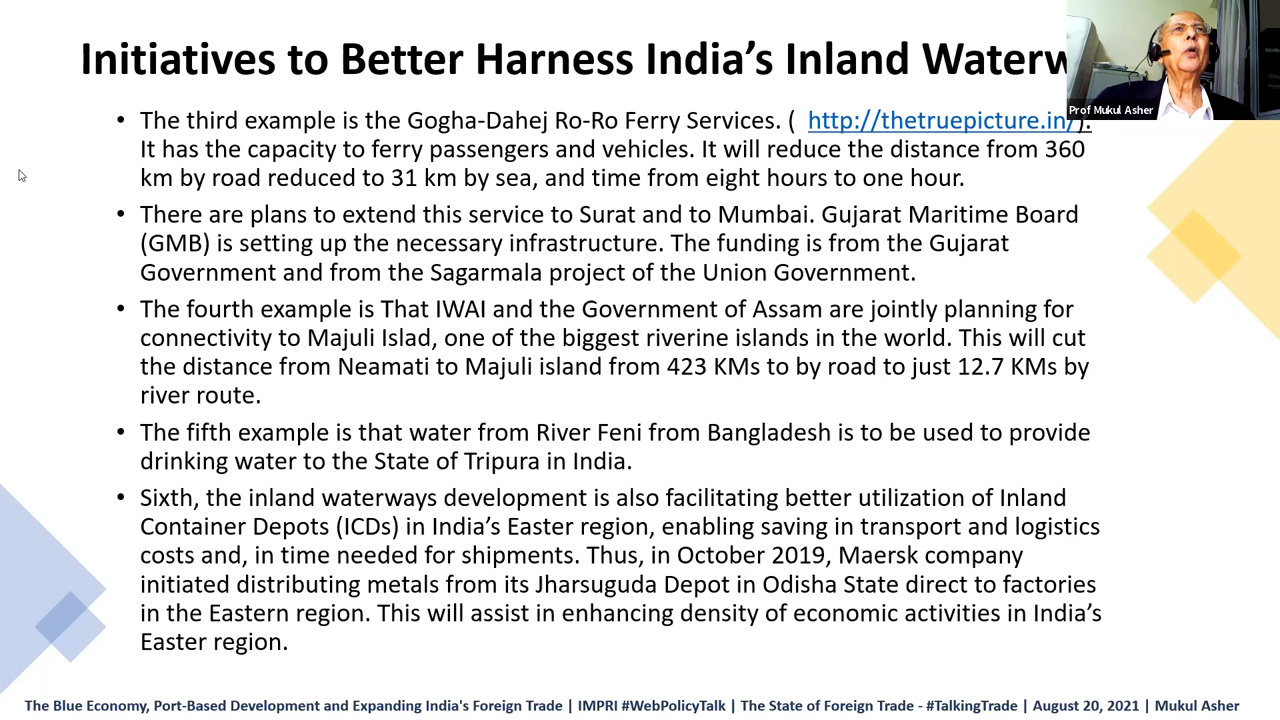 Initiatives to Better Harness India's Inland
Prof Mukul Asher
• The third example is the Gogha-Dahej Ro-Ro Ferry Services. ( http://thetruepicture.in/).
It has the capacity to ferry passengers and vehicles. It will reduce the distance from 360
km by road reduced to 31 km by sea, and time from eight hours to one hour.
• There are plans to extend this service to Surat and to Mumbai. Gujarat Maritime Board
(GMB) is setting up the necessary infrastructure. The funding is from the Gujarat
Government and from the Sagarmala project of the Union Government.
• The fourth example is That IWAI and the Government of Assam are jointly planning for
connectivity to Majuli Islad, one of the biggest riverine islands in the world. This will cut
the distance from Neamati to Majuli island from 423 KMs to by road to just 12.7 KMs by
river route.
• The fifth example is that water from River Feni from Bangladesh is to be used to provide
drinking water to the State of Tripura in India.
• Sixth, the inland waterways development is also facilitating better utilization of Inland
Container Depots (ICDs) in India's Easter region, enabling saving in transport and logistics
costs and, in time needed for shipments. Thus, in October 2019, Maersk company
initiated distributing metals from its Jharsuguda Depot in Odisha State direct to factories
in the Eastern region. This will assist in enhancing density of economic activities in India's
Easter region.
The Blue Economy, Port-Based Development and Expanding India's Foreign Trade | IMPRI #WebPolicyTalk | The State of Foreign Trade - #TalkingTrade | August 20, 2021 | Mukul Asher